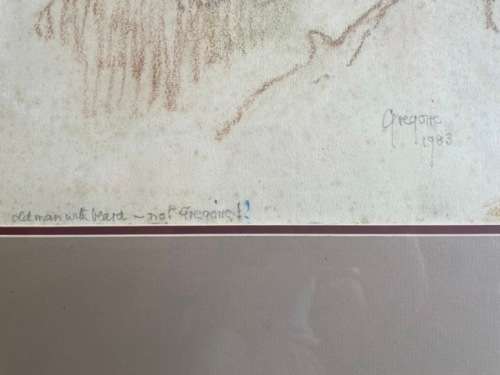 Gregoire
1983
old man with beard ~ not Gregoire!!